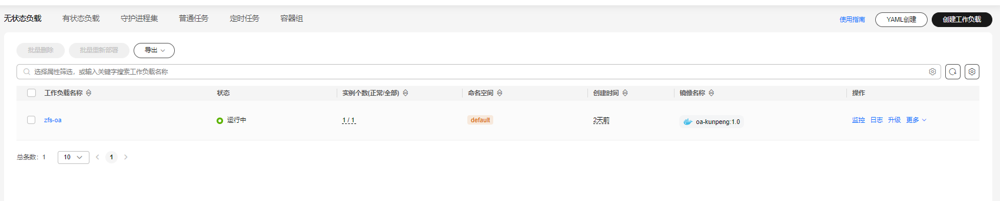 无状态负载 有状态负载 守护进程集 普通任务 定时任务 容器组 使用指南 YAML创建 创建工作负载
批量删除 批量重新部署 导出
选择属性筛选，或输入关键字搜索工作负载名称
工作负载名称 状态 实例个数(正常/全部) 命名空间 创建时间 镜像名称 操作
zfs-oa 运行中 1 / 1 default 2天前 oa-kunpeng:1.0 监控 日志 升级 更多
总条数：1 10 1